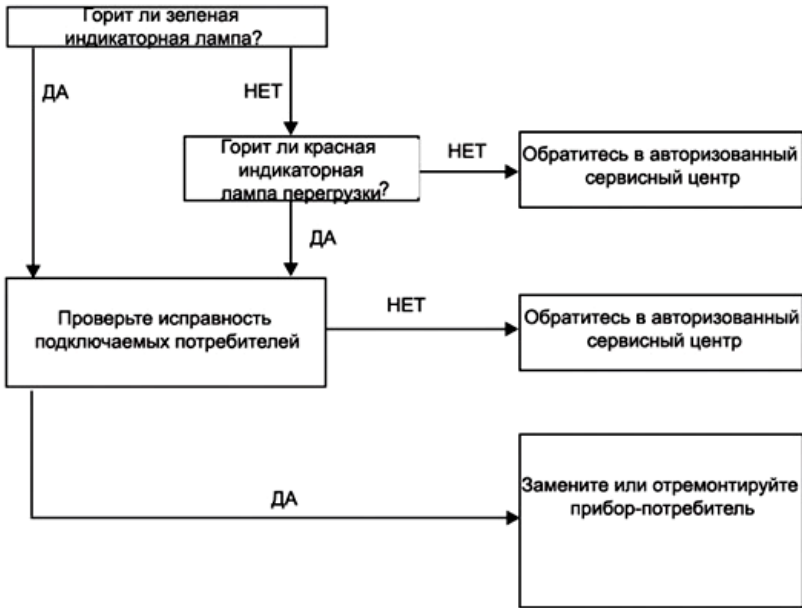 Горит ли зеленая
индикаторная лампа?
ДА
НЕТ
Горит ли красная
индикаторная
лампа перегрузки?
НЕТ
Обратитесь в авторизованный
сервисный центр
ДА
Проверьте исправность
подключаемых потребителей
НЕТ
Обратитесь в авторизованный
сервисный центр
ДА
Замените или отремонтируйте
прибор-потребитель